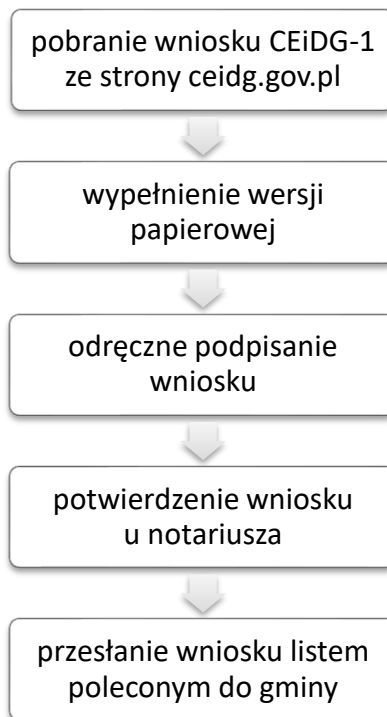 pobranie wniosku CEiDG-1
ze strony ceidg.gov.pl
wypełnienie wersji
papierowej
odręczne podpisanie
wniosku
potwierdzenie wniosku
u notariusza
przesłanie wniosku listem
poleconym do gminy